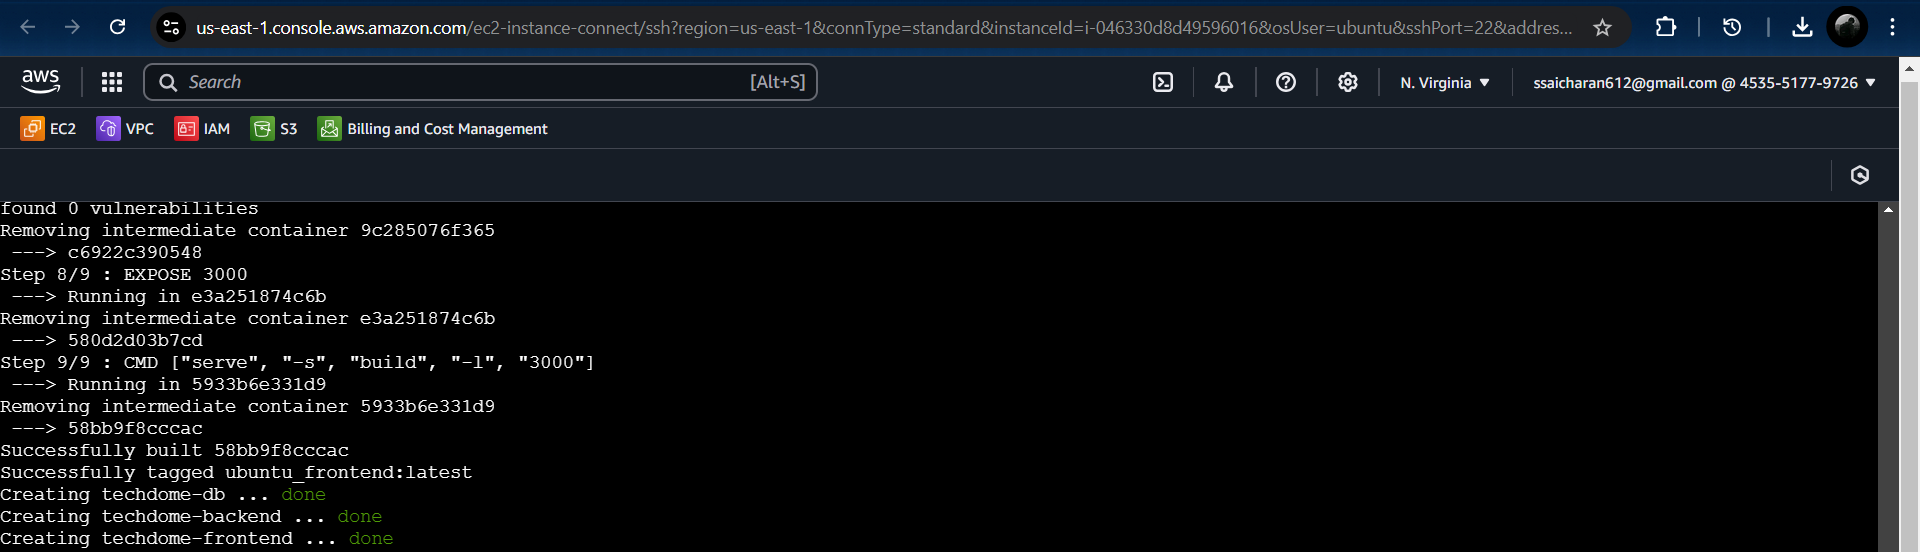 us-east-1.console.aws.amazon.com/ec2-instance-connect/ssh?region=us-east-1&connType=standard&instanceId=i-046330d8d49596016&osUser=ubuntu&sshPort=22&addres...
aws
Search [Alt+S]
N. Virginia
ssaicharan612@gmail.com @ 4535-5177-9726
EC2 VPC IAM S3 Billing and Cost Management
found 0 vulnerabilities
Removing intermediate container 9c285076f365
---> c6922c390548
Step 8/9 : EXPOSE 3000
---> Running in e3a251874c6b
Removing intermediate container e3a251874c6b
---> 580d2d03b7cd
Step 9/9 : CMD ["serve", "-s", "build", "-l", "3000"]
---> Running in 5933b6e331d9
Removing intermediate container 5933b6e331d9
---> 58bb9f8cccac
Successfully built 58bb9f8cccac
Successfully tagged ubuntu_frontend:latest
Creating techdome-db ... done
Creating techdome-backend ... done
Creating techdome-frontend ... done